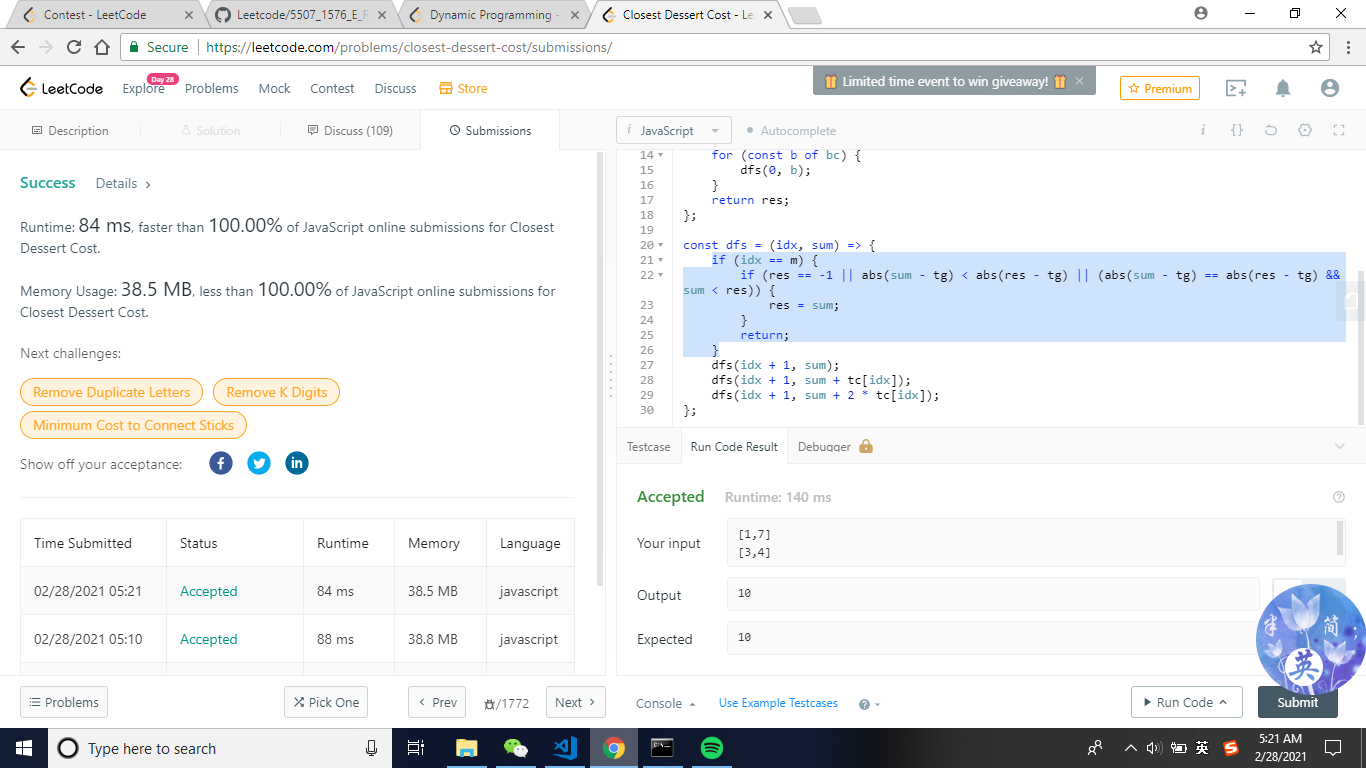 Contest - LeetCode
Leetcode/5507_1576_E_R
Dynamic Programming -
Closest Dessert Cost - Le
Secure
https://leetcode.com/problems/closest-dessert-cost/submissions/
LeetCode
Explore
Day 28
Problems
Mock
Contest
Discuss
Store
Limited time event to win giveaway!
Premium
Description
Solution
Discuss (109)
Submissions
i JavaScript
Autocomplete
Success
Details
Runtime: 84 ms, faster than 100.00% of JavaScript online submissions for Closest
Dessert Cost.
Memory Usage: 38.5 MB, less than 100.00% of JavaScript online submissions for
Closest Dessert Cost.
Next challenges:
Remove Duplicate Letters
Remove K Digits
Minimum Cost to Connect Sticks
Show off your acceptance:
Time Submitted Status Runtime Memory Language
02/28/2021 05:21 Accepted 84 ms 38.5 MB javascript
02/28/2021 05:10 Accepted 88 ms 38.8 MB javascript
14 for (const b of bc) {
15 dfs(0, b);
16 }
17 return res;
18 };
19
20 const dfs = (idx, sum) => {
21 if (idx == m) {
22 if (res == -1 || abs(sum - tg) < abs(res - tg) || (abs(sum - tg) == abs(res - tg) &&
sum < res)) {
23 res = sum;
24 }
25 return;
26 }
27 dfs(idx + 1, sum);
28 dfs(idx + 1, sum + tc[idx]);
29 dfs(idx + 1, sum + 2 * tc[idx]);
30 };
Testcase
Run Code Result
Debugger
Accepted
Runtime: 140 ms
Your input
[1,7]
[3,4]
Output
10
Expected
10
半
简
英
Problems
Pick One
Prev
/1772
Next
Console
Use Example Testcases
Run Code
Submit
Type here to search
英
5:21 AM
2/28/2021